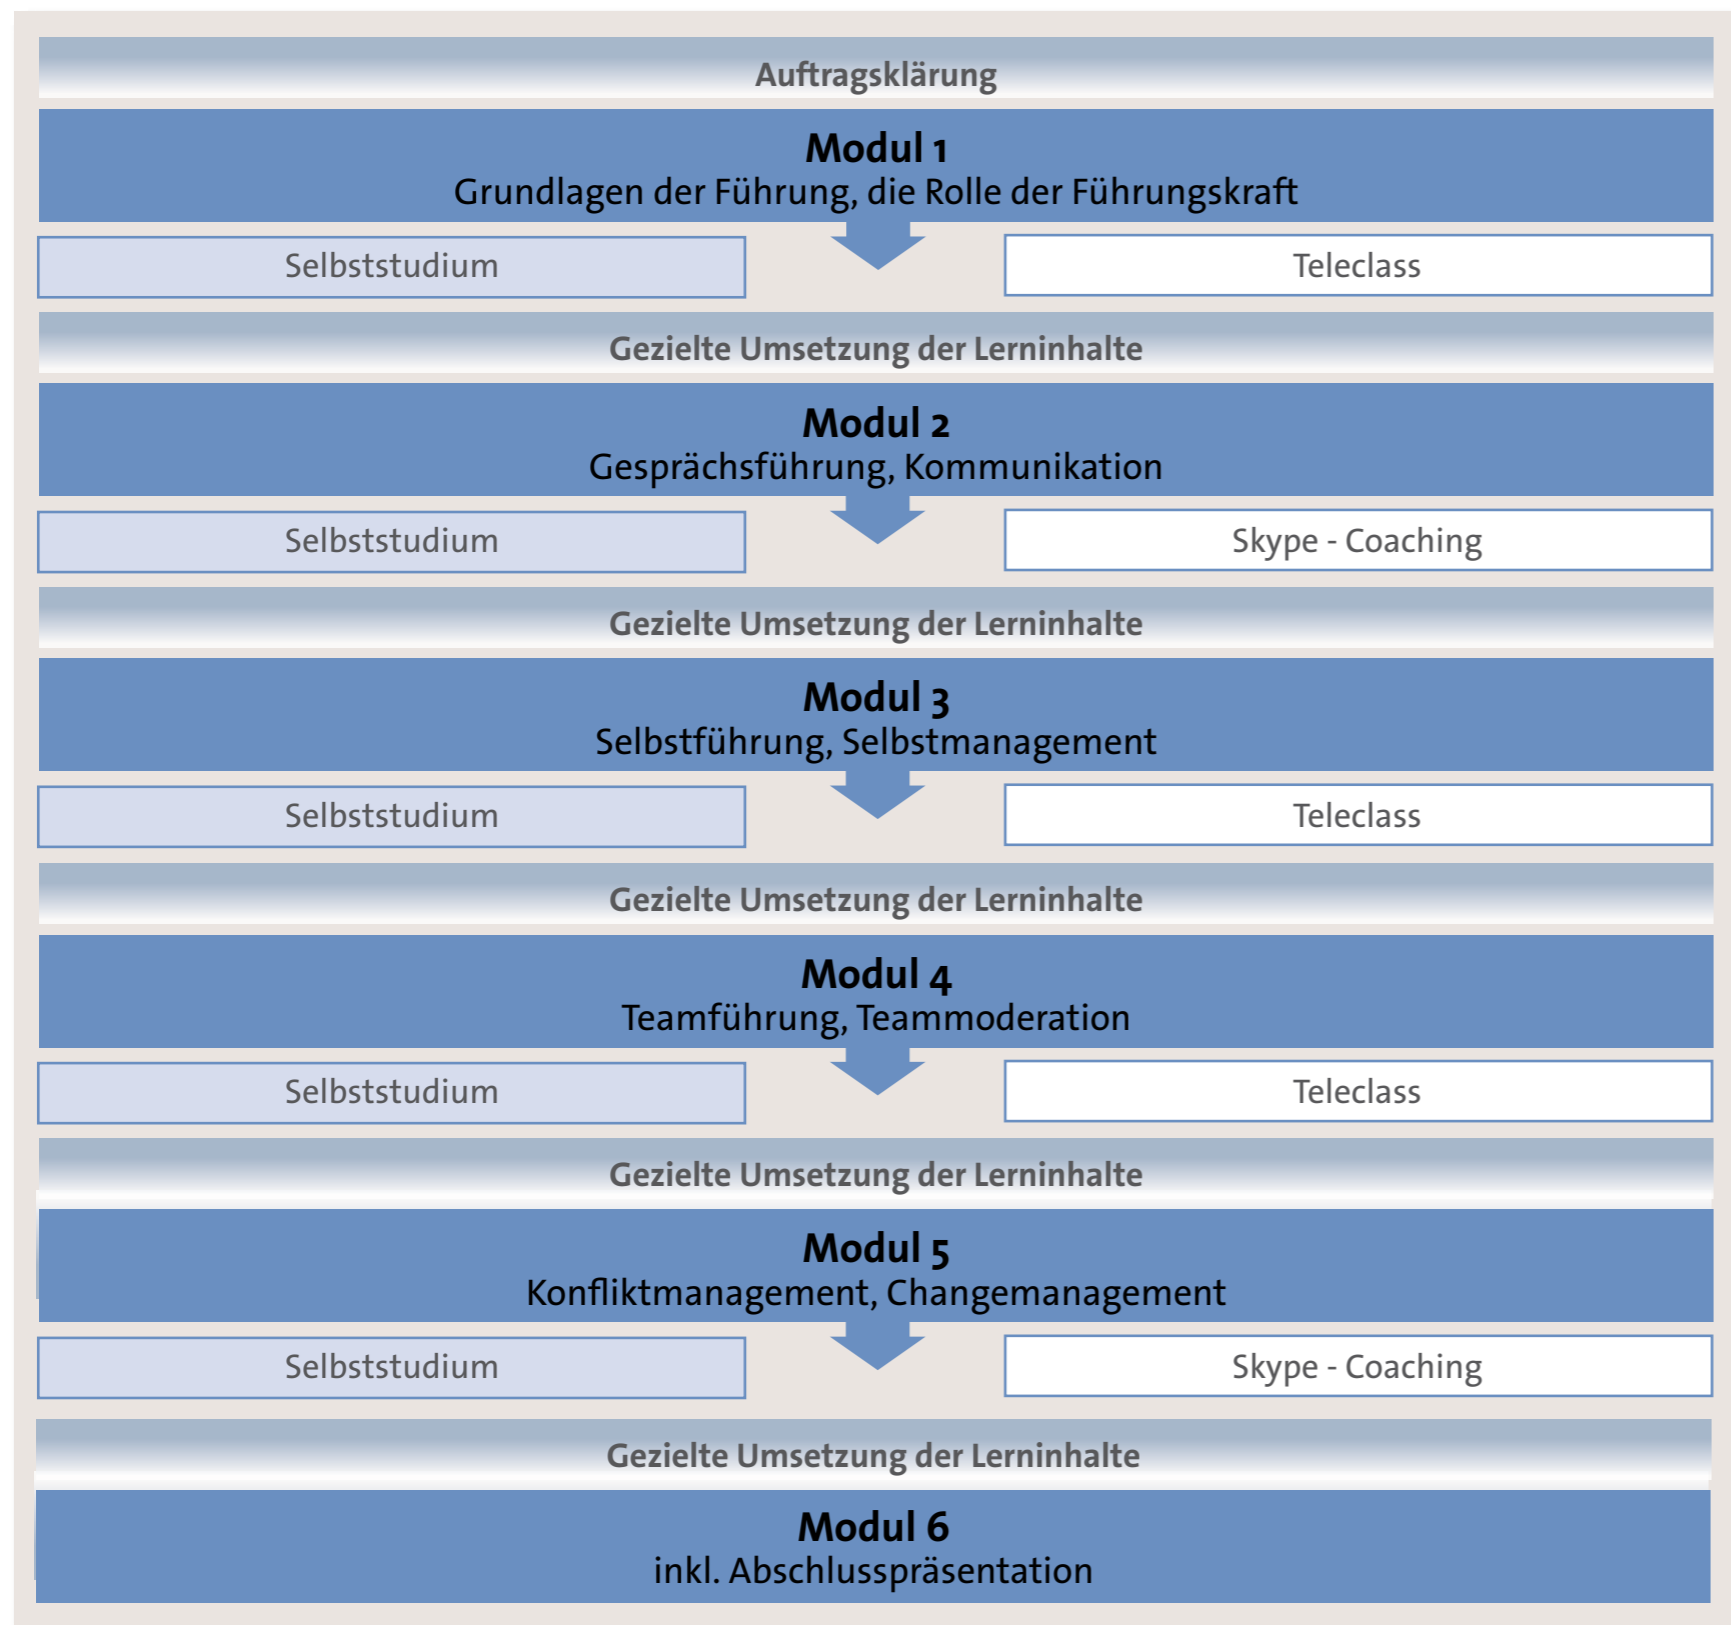 Auftragsklärung
Modul 1
Grundlagen der Führung, die Rolle der Führungskraft
Selbststudium
Teleclass
Gezielte Umsetzung der Lerninhalte
Modul 2
Gesprächsführung, Kommunikation
Selbststudium
Skype - Coaching
Gezielte Umsetzung der Lerninhalte
Modul 3
Selbstführung, Selbstmanagement
Selbststudium
Teleclass
Gezielte Umsetzung der Lerninhalte
Modul 4
Teamführung, Teammoderation
Selbststudium
Teleclass
Gezielte Umsetzung der Lerninhalte
Modul 5
Konfliktmanagement, Changemanagement
Selbststudium
Skype - Coaching
Gezielte Umsetzung der Lerninhalte
Modul 6
inkl. Abschlusspräsentation